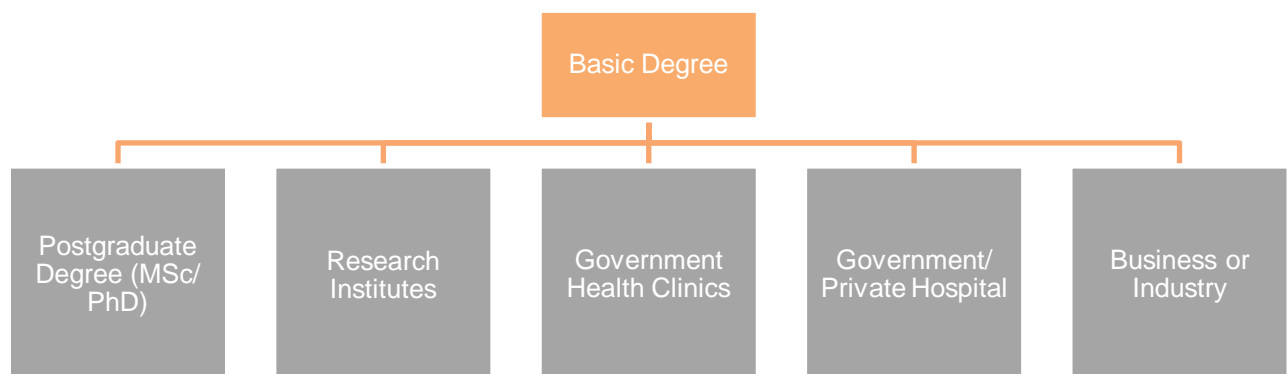 Basic Degree
Postgraduate
Degree (MSc/
PhD)
Research
Institutes
Government
Health Clinics
Government/
Private Hospital
Business or
Industry